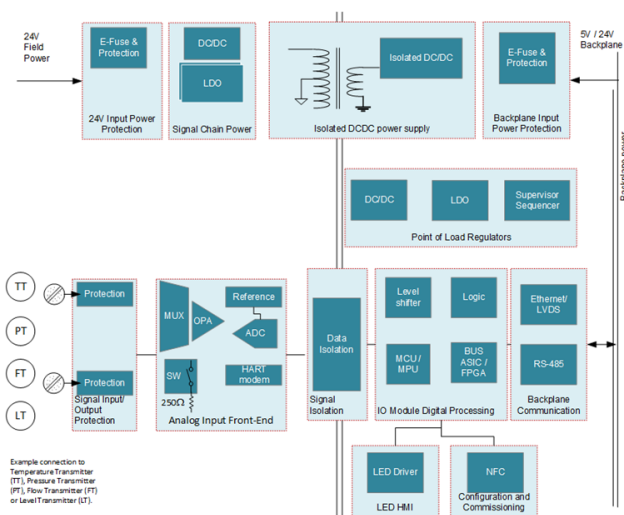 24V
Field
Power
E-Fuse &
Protection
24V Input Power
Protection
DC/DC
LDO
Signal Chain Power
Isolated DC/DC
Isolated DCDC power supply
E-Fuse &
Protection
Backplane Input
Power Protection
5V / 24V
Backplane
Backplane power
DC/DC
LDO
Supervisor
Sequencer
Point of Load Regulators
TT
PT
FT
LT
Protection
Protection
Signal Input/
Output
Protection
MUX
OPA
Reference
ADC
SW
250Ω
HART
modem
Analog Input Front-End
Data
Isolation
Signal
Isolation
Level
shifter
Logic
MCU /
MPU
BUS
ASIC /
FPGA
IO Module Digital Processing
Ethernet/
LVDS
RS-485
Backplane
Communication
LED Driver
LED HMI
NFC
Configuration and
Commissioning
Example connection to
Temperature Transmitter
(TT), Pressure Transmitter
(PT), Flow Transmitter (FT)
or Level Transmitter (LT).